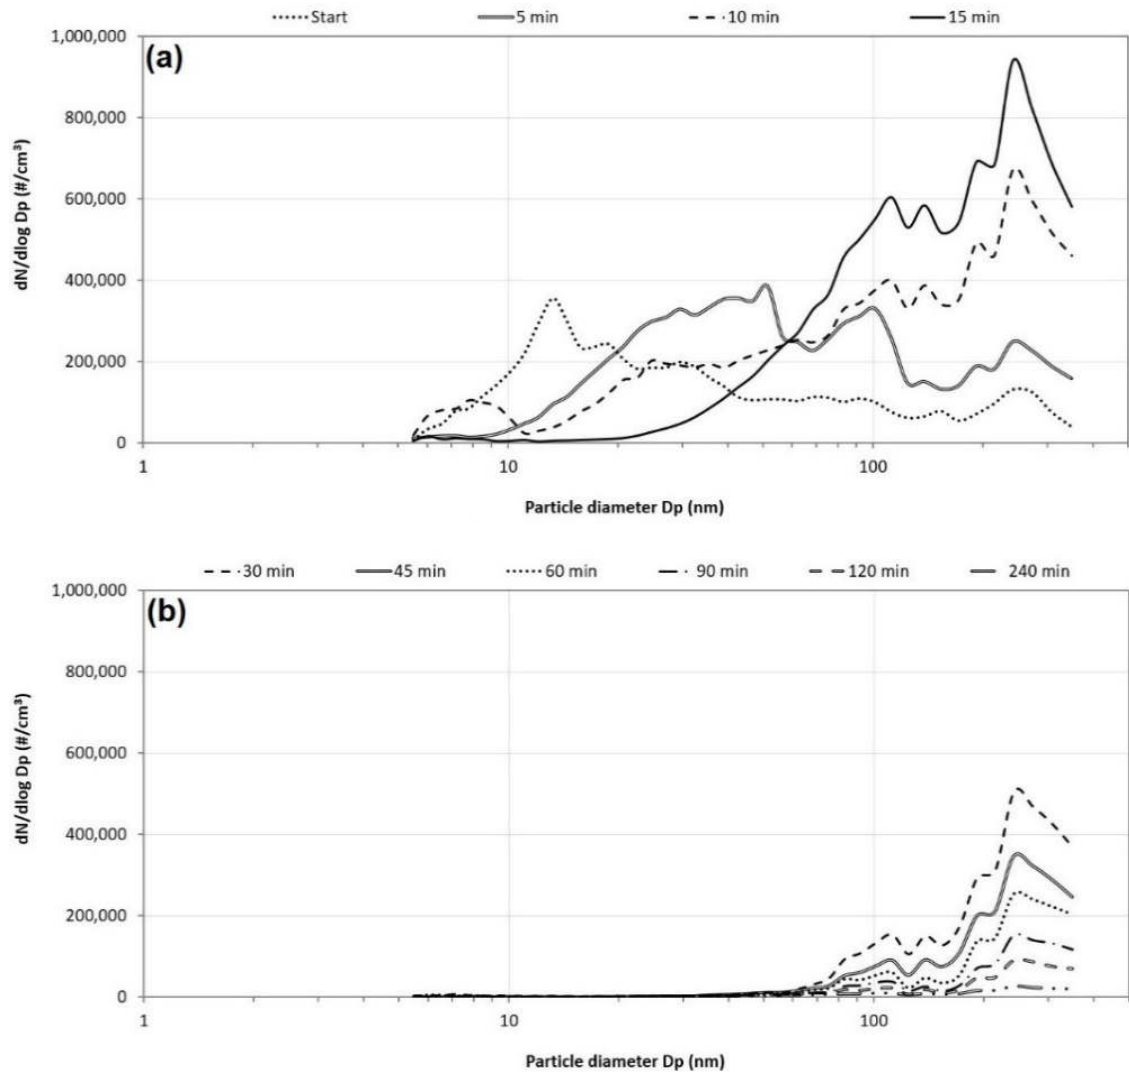 Start 5 min 10 min 15 min
(a)
1,000,000
800,000
600,000
400,000
200,000
0
dN/dlog Dp (#/cm³)
1 10 100
Particle diameter Dp (nm)
30 min 45 min 60 min 90 min 120 min 240 min
(b)
1,000,000
800,000
600,000
400,000
200,000
0
dN/dlog Dp (#/cm³)
1 10 100
Particle diameter Dp (nm)